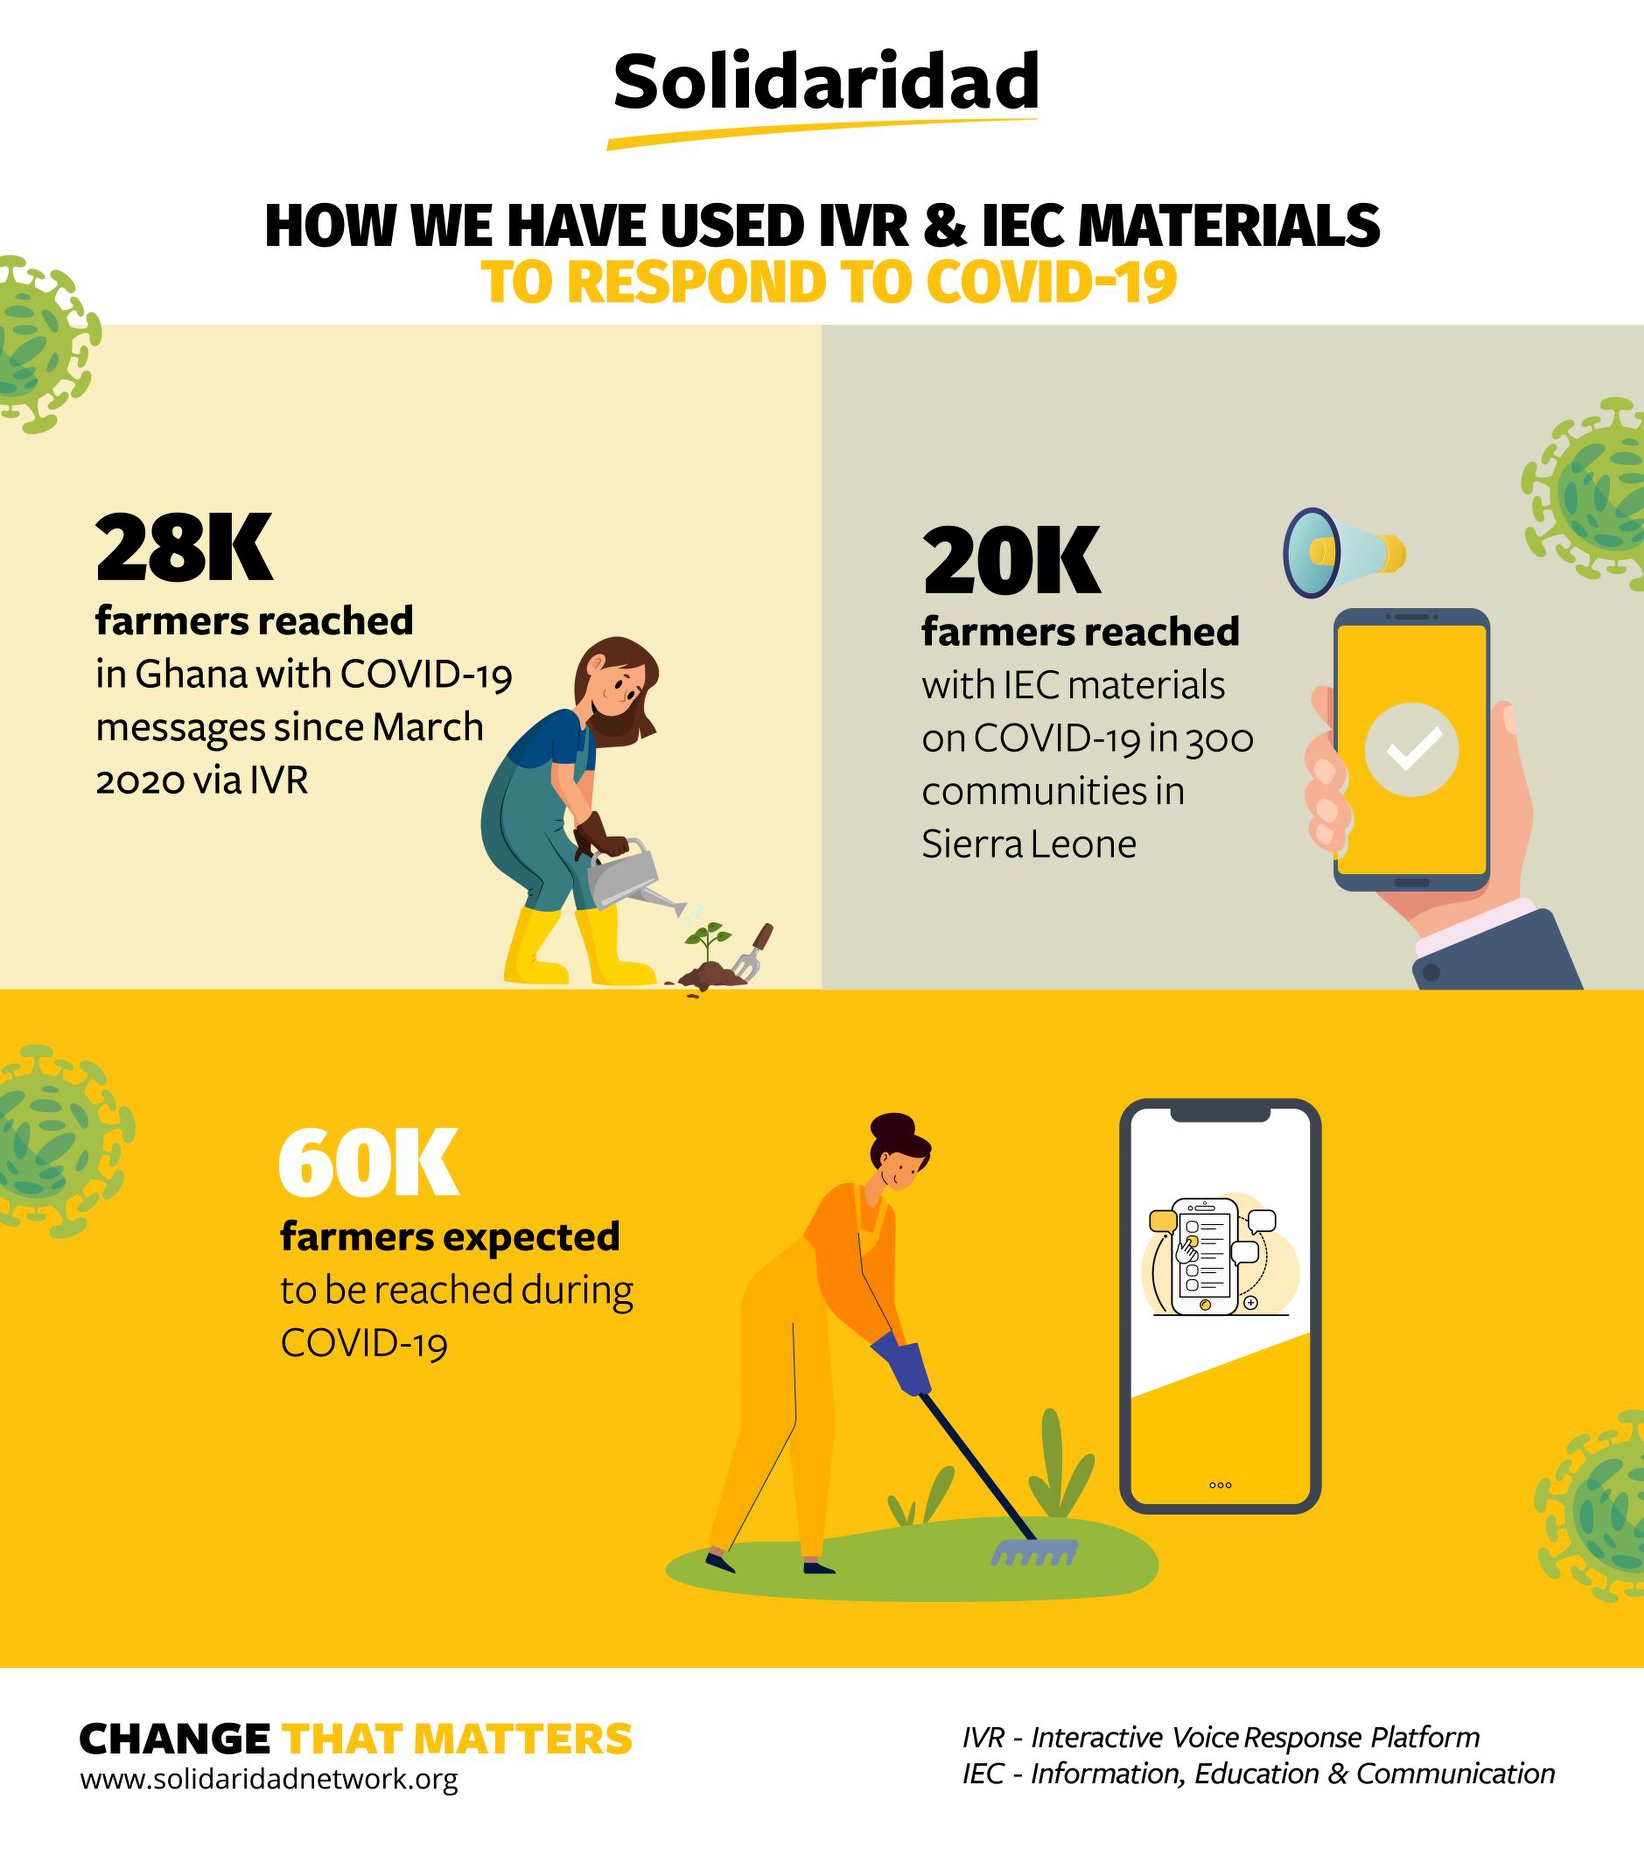 Solidaridad
HOW WE HAVE USED IVR & IEC MATERIALS
TO RESPOND TO COVID-19
28K
farmers reached
in Ghana with COVID-19
messages since March
2020 via IVR
20K
farmers reached
with IEC materials
on COVID-19 in 300
communities in
Sierra Leone
60K
farmers expected
to be reached during
COVID-19
CHANGE THAT MATTERS
www.solidaridadnetwork.org
IVR - Interactive Voice Response Platform
IEC - Information, Education & Communication